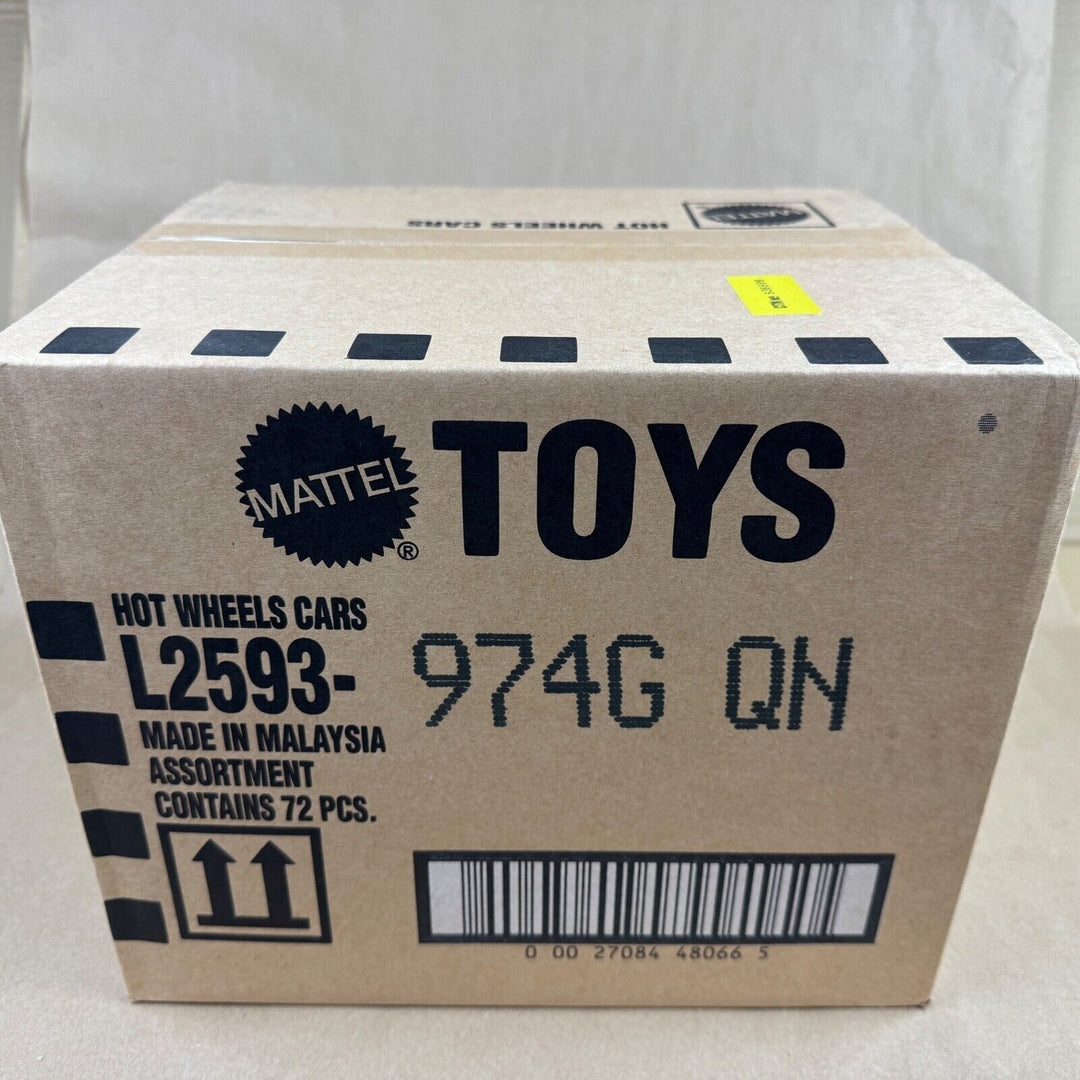 HOT WHEELS CARS
MATTEL
MATTEL
®
TOYS
HOT WHEELS CARS
L2593- 974G QN
MADE IN MALAYSIA
ASSORTMENT
CONTAINS 72 PCS.
0 00 27084 48066 5